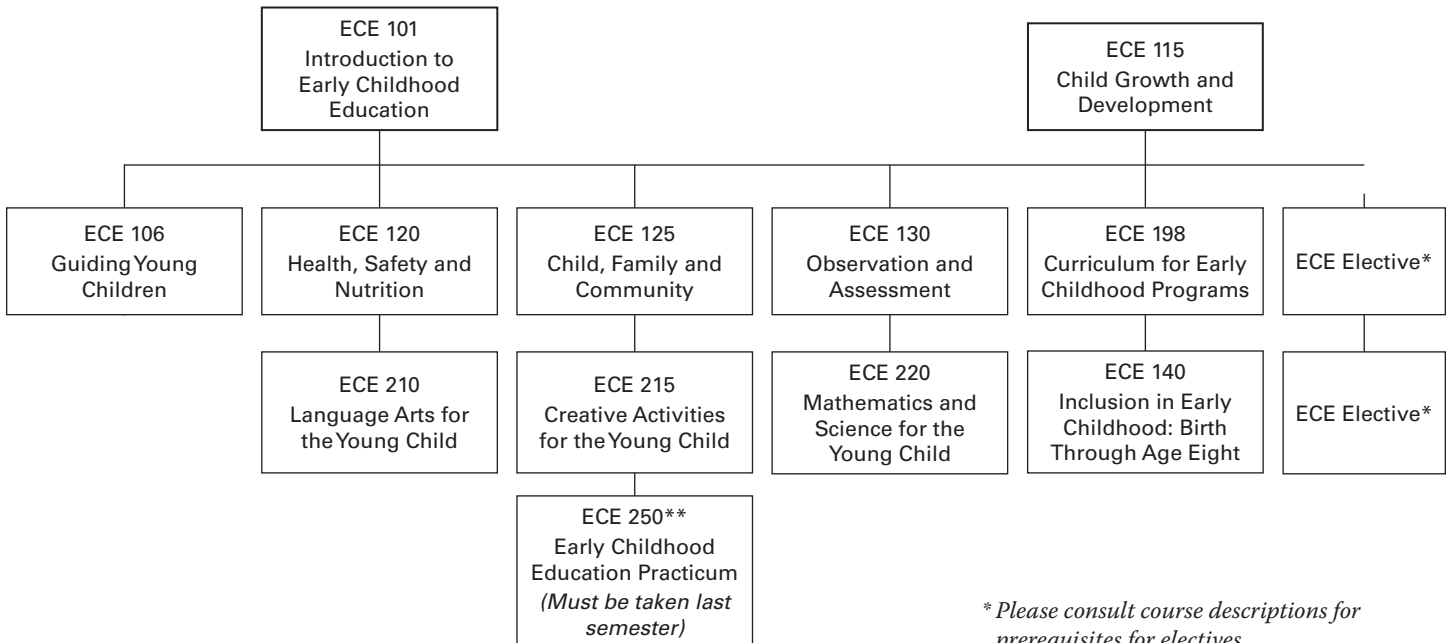 ECE 101
Introduction to
Early Childhood
Education
ECE 115
Child Growth and
Development
ECE 106
Guiding Young
Children
ECE 120
Health, Safety and
Nutrition
ECE 125
Child, Family and
Community
ECE 130
Observation and
Assessment
ECE 198
Curriculum for Early
Childhood Programs
ECE Elective*
ECE 210
Language Arts for
the Young Child
ECE 215
Creative Activities
for the Young Child
ECE 220
Mathematics and
Science for the
Young Child
ECE 140
Inclusion in Early
Childhood: Birth
Through Age Eight
ECE Elective*
ECE 250**
Early Childhood
Education Practicum
(Must be taken last
semester)
* Please consult course descriptions for
prerequisites for electives